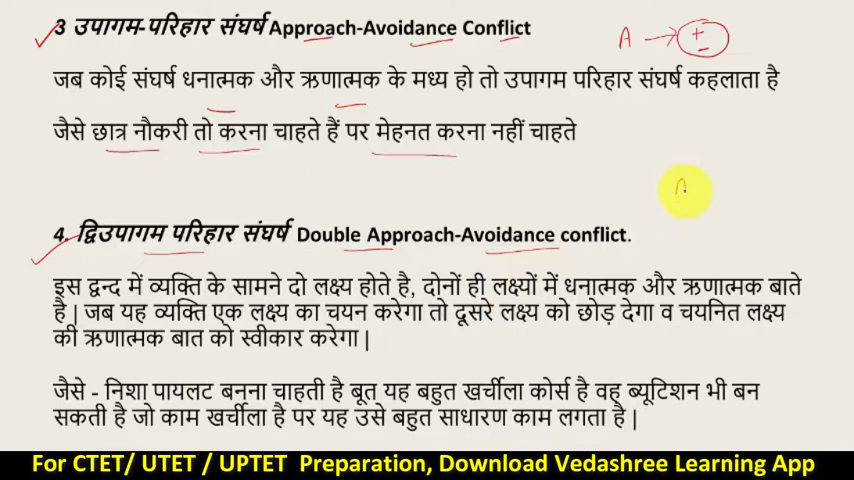 3 उपागम-परिहार संघर्ष Approach-Avoidance Conflict
A → + -
जब कोई संघर्ष धनात्मक और ऋणात्मक के मध्य हो तो उपागम परिहार संघर्ष कहलाता है
जैसे छात्र नौकरी तो करना चाहते हैं पर मेहनत करना नहीं चाहते
4. द्विउपागम परिहार संघर्ष Double Approach-Avoidance conflict.
इस द्वन्द में व्यक्ति के सामने दो लक्ष्य होते है, दोनों ही लक्ष्यों में धनात्मक और ऋणात्मक बाते
है | जब यह व्यक्ति एक लक्ष्य का चयन करेगा तो दूसरे लक्ष्य को छोड़ देगा व चयनित लक्ष्य
की ऋणात्मक बात को स्वीकार करेगा |
जैसे - निशा पायलट बनना चाहती है बूत यह बहुत खर्चीला कोर्स है वह ब्यूटिशन भी बन
सकती है जो काम खर्चीला है पर यह उसे बहुत साधारण काम लगता है |
For CTET/ UTET / UPTET Preparation, Download Vedashree Learning App